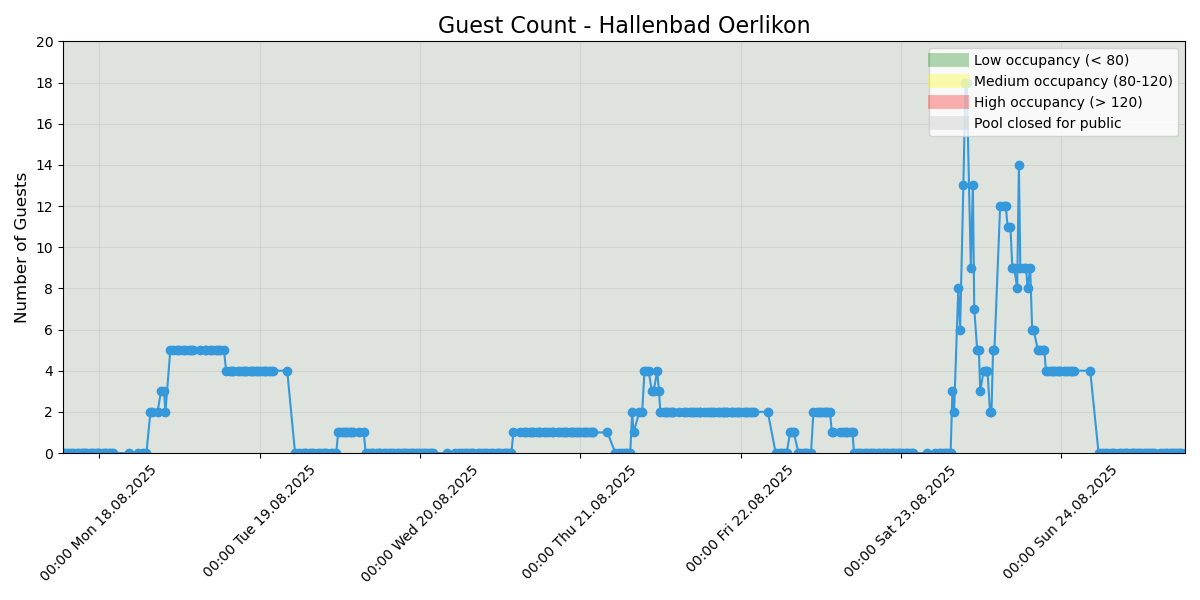 Guest Count - Hallenbad Oerlikon
Number of Guests
20
18
16
14
12
10
8
6
4
2
0
Low occupancy (< 80)
Medium occupancy (80-120)
High occupancy (> 120)
Pool closed for public
00:00 Mon 18.08.2025
00:00 Tue 19.08.2025
00:00 Wed 20.08.2025
00:00 Thu 21.08.2025
00:00 Fri 22.08.2025
00:00 Sat 23.08.2025
00:00 Sun 24.08.2025